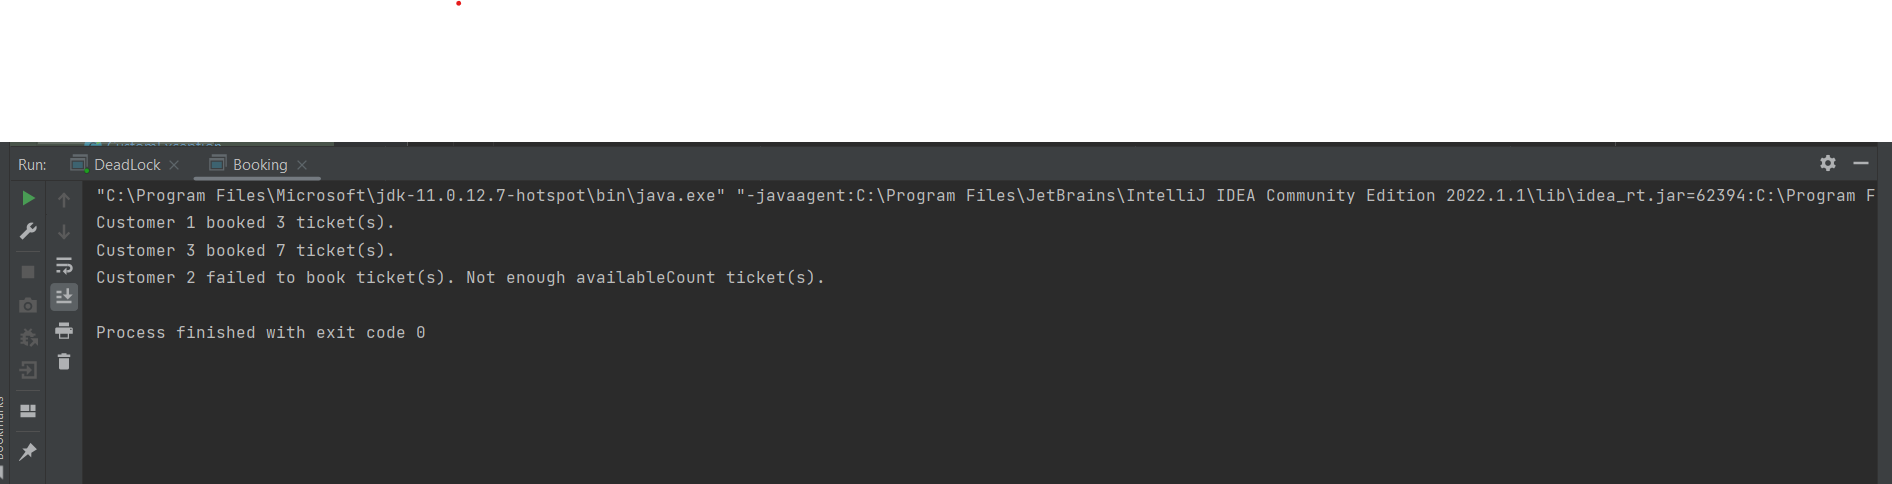 CustomException
Run: DeadLock Booking
"C:\Program Files\Microsoft\jdk-11.0.12.7-hotspot\bin\java.exe" "-javaagent:C:\Program Files\JetBrains\IntelliJ IDEA Community Edition 2022.1.1\lib\idea_rt.jar=62394:C:\Program F
Customer 1 booked 3 ticket(s).
Customer 3 booked 7 ticket(s).
Customer 2 failed to book ticket(s). Not enough availableCount ticket(s).
Process finished with exit code 0
Bookmarks